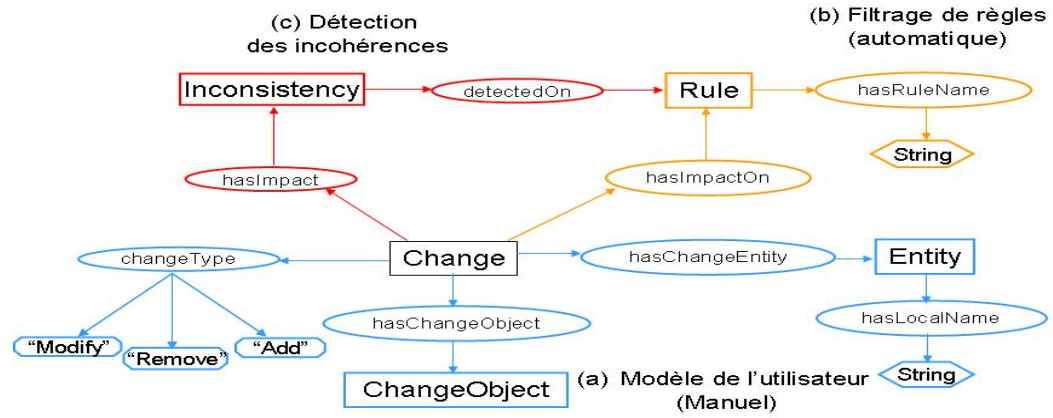 (c) Détection
des incohérences
(b) Filtrage de règles
(automatique)
Inconsistency
detectedOn
Rule
hasRuleName
String
hasImpact
hasImpactOn
changeType
Change
hasChangeEntity
Entity
hasChangeObject
hasLocalName
"Modify"
"Remove"
"Add"
String
ChangeObject
(a) Modèle de l'utilisateur
(Manuel)